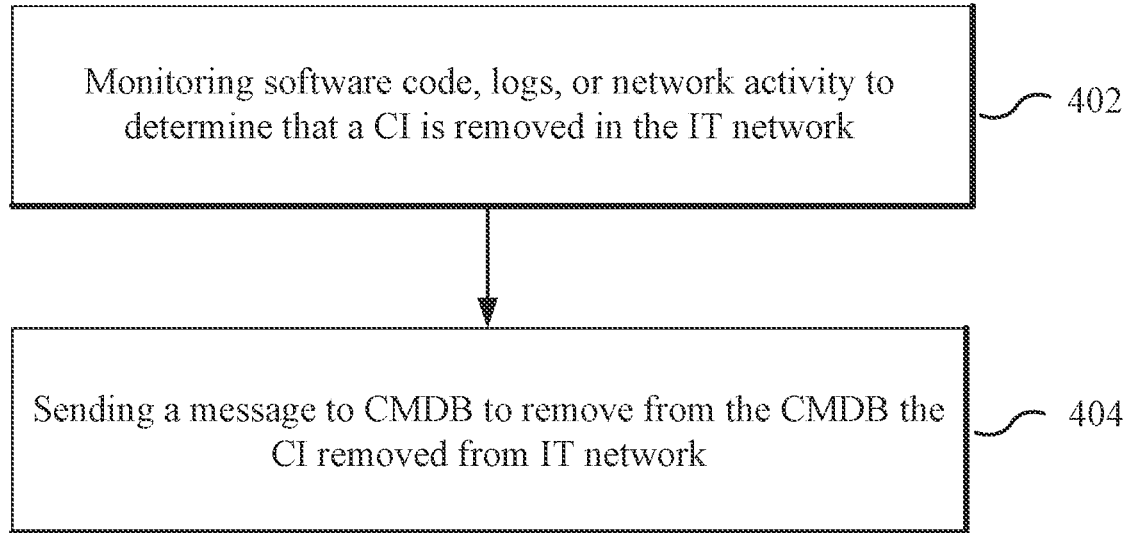 Monitoring software code, logs, or network activity to
determine that a CI is removed in the IT network
402
Sending a message to CMDB to remove from the CMDB the
CI removed from IT network
404